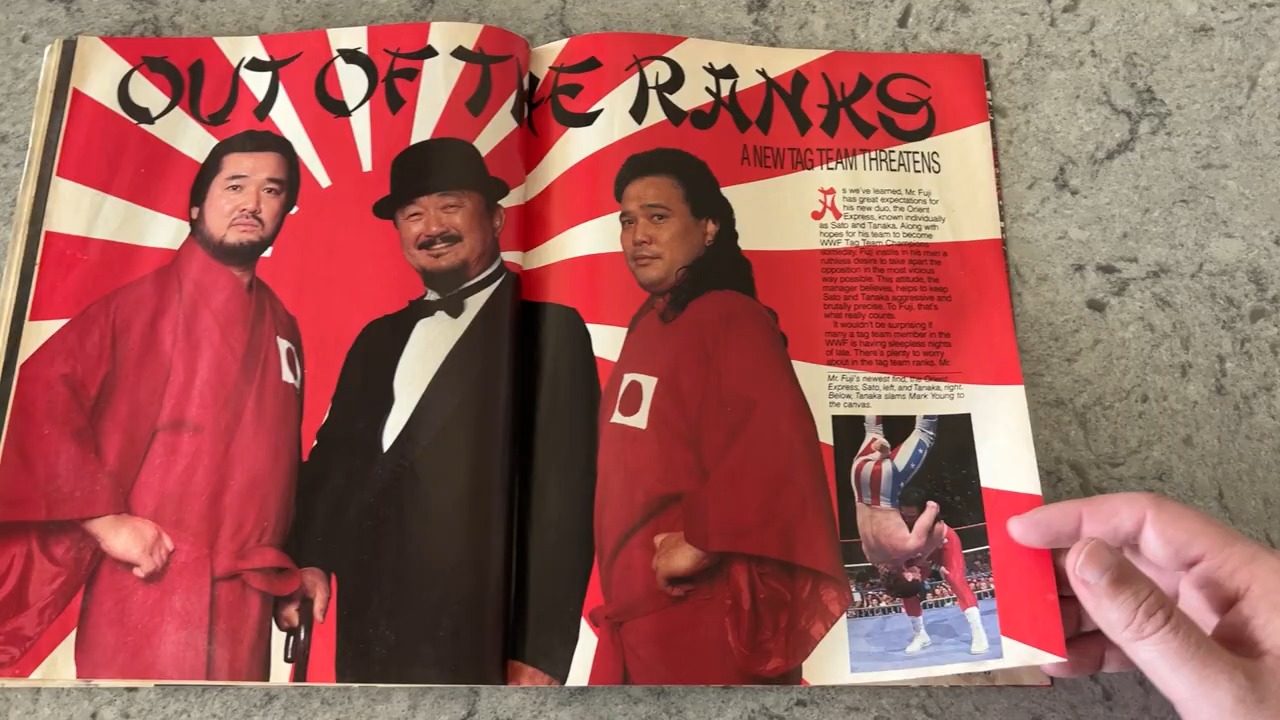 OUT OF THE RANKS
A NEW TAG TEAM THREATENS
As we've learned, Mr. Fuji
has great expectations for
his new duo, the Orient
Express, known individually
as Sato and Tanaka. Along with
hopes for his team to become
WWF Tag Team Champions
someday, Fuji instills in his men a
ruthless desire to take apart the
opposition in the most vicious
way possible. This attitude, the
manager believes, helps to keep
Sato and Tanaka aggressive and
brutally precise. To Fuji, that's
what really counts.
It wouldn't be surprising if
many a tag team member in the
WWF is having sleepless nights
of late. There's plenty to worry
about in the tag team ranks. Mr.
Mr. Fuji's newest find, the Orient
Express, Sato, left, and Tanaka, right.
Below, Tanaka slams Mark Young to
the canvas.